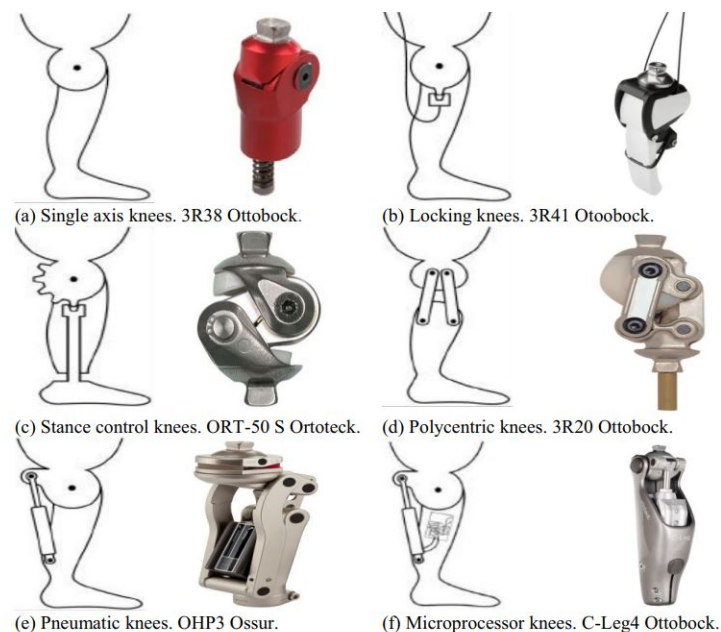 (a) Single axis knees. 3R38 Ottobock.
(b) Locking knees. 3R41 Otoobock.
(c) Stance control knees. ORT-50 S Ortoteck.
(d) Polycentric knees. 3R20 Ottobock.
(e) Pneumatic knees. OHP3 Ossur.
(f) Microprocessor knees. C-Leg4 Ottobock.